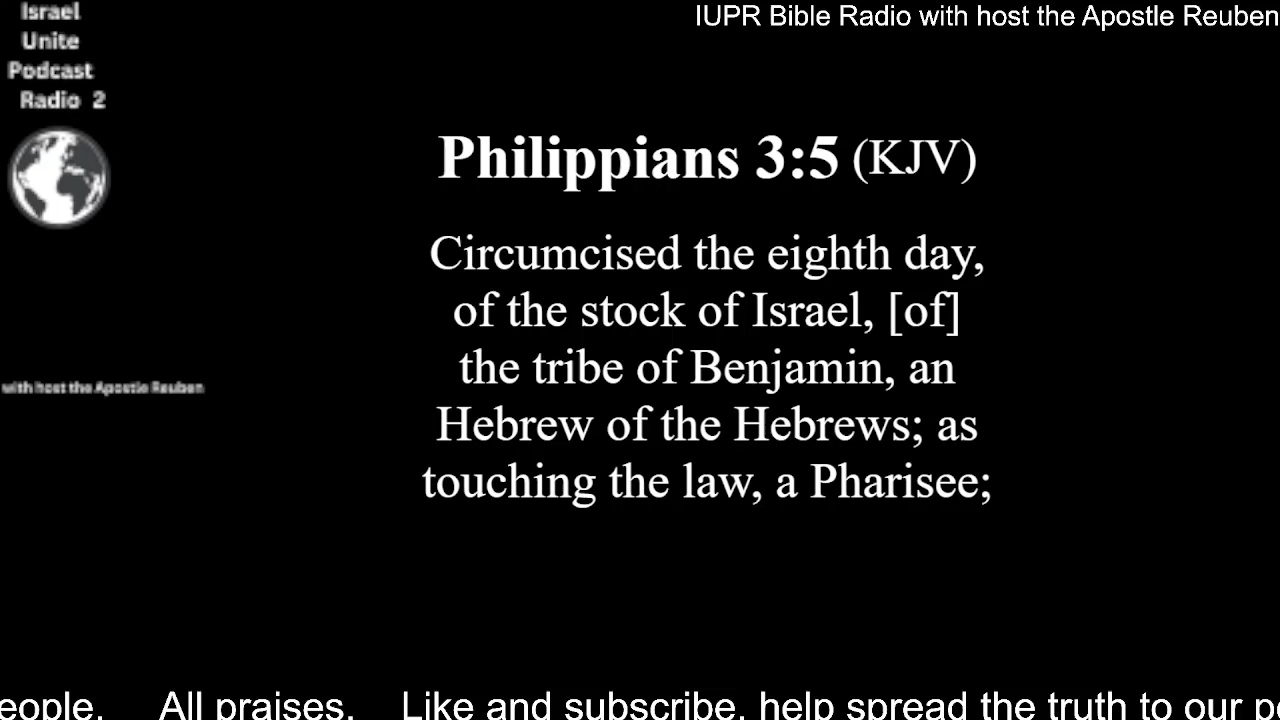 Israel
Unite
Podcast
Radio 2
IUPR Bible Radio with host the Apostle Reuben
Philippians 3:5 (KJV)
Circumcised the eighth day,
of the stock of Israel, [of]
the tribe of Benjamin, an
Hebrew of the Hebrews; as
touching the law, a Pharisee;
with host the Apostle Reuben
eople. All praises. Like and subscribe, help spread the truth to our p